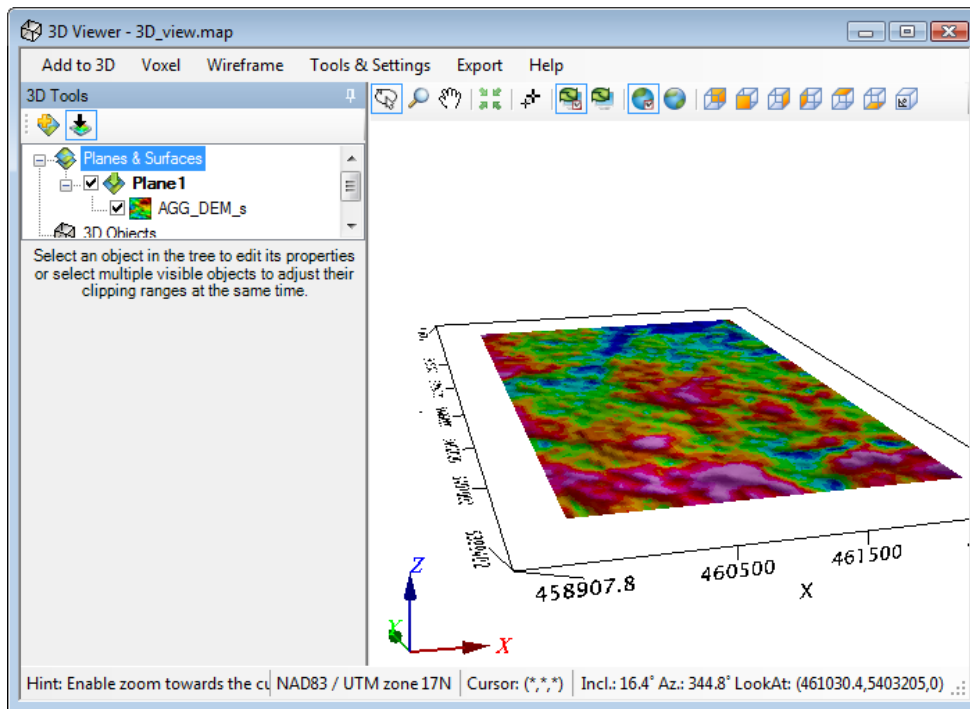 3D Viewer - 3D_view.map
Add to 3D Voxel Wireframe Tools & Settings Export Help
3D Tools
Planes & Surfaces
Plane1
AGG_DEM_s
3D Objects
Select an object in the tree to edit its properties
or select multiple visible objects to adjust their
clipping ranges at the same time.
458907.8
460500
461500
X
Z
Y
X
Hint: Enable zoom towards the cu NAD83 / UTM zone 17N Cursor: (*,*,*) Incl.: 16.4° Az.: 344.8° LookAt: (461030.4,5403205,0)